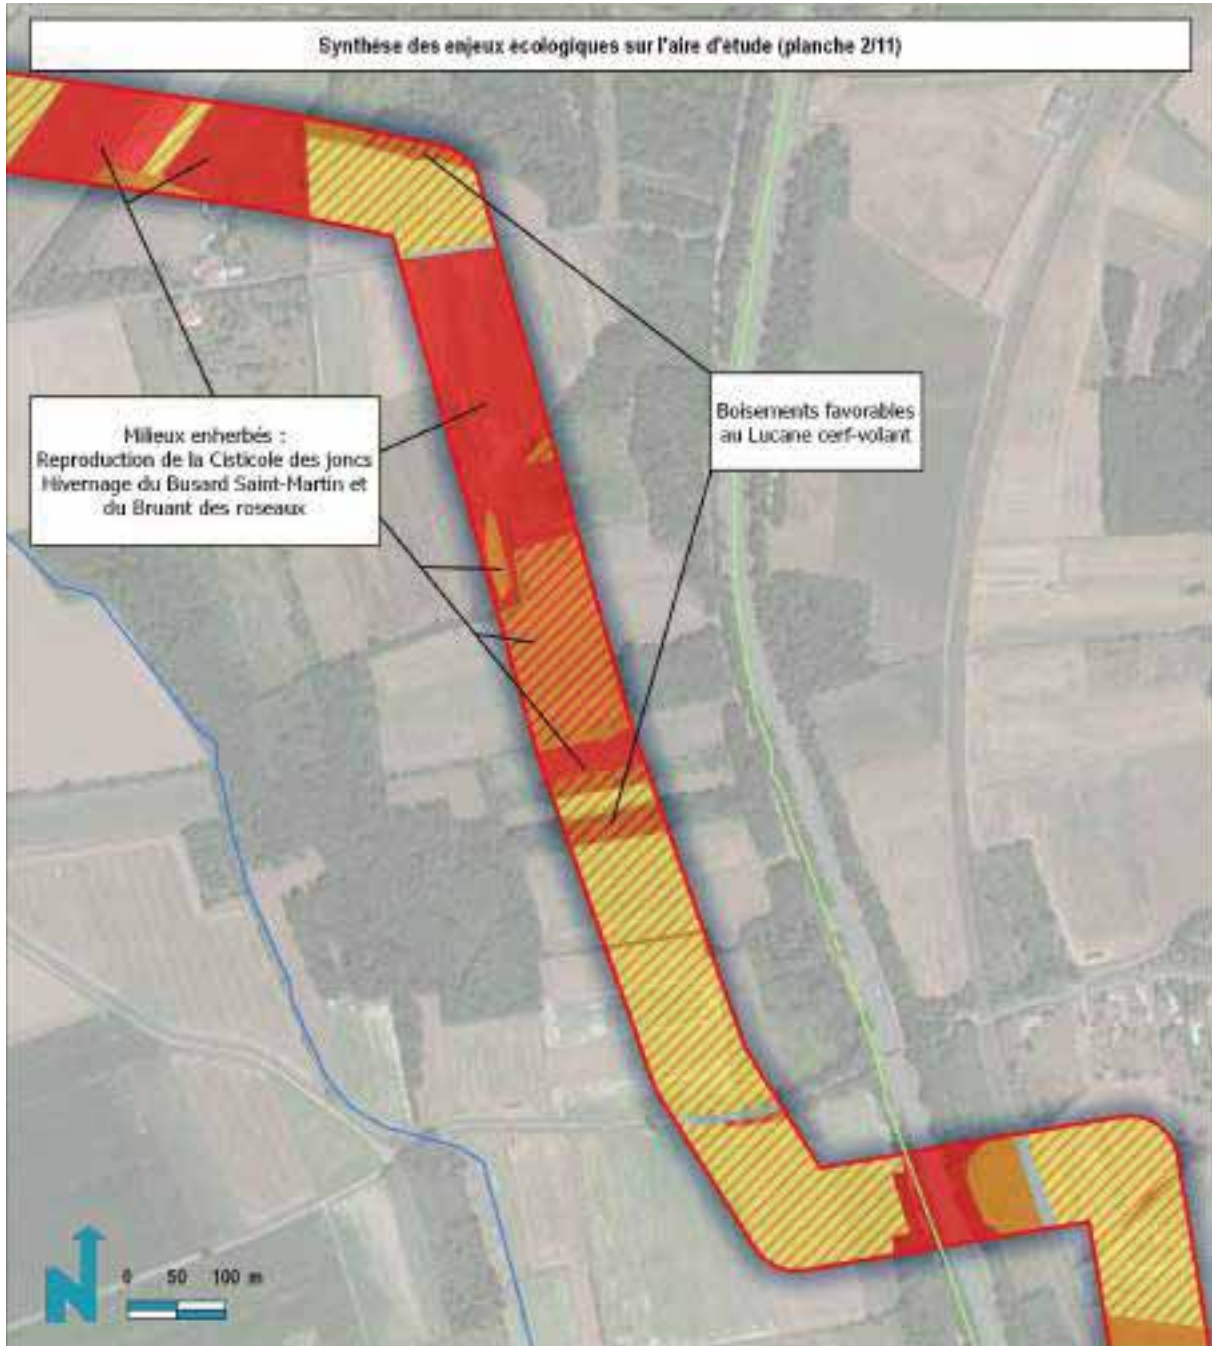 Synthèse des enjeux écologiques sur l'aire d'étude (planche 2/11)
Milieux enherbés :
Reproduction de la Cisticole des joncs
Hivernage du Busard Saint-Martin et
du Bruant des roseaux
Boisements favorables
au Lucane cerf-volant
N
0 50 100 m